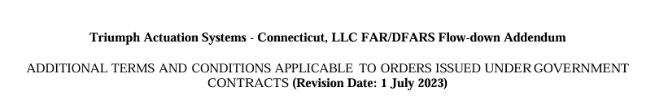 Triumph Actuation Systems - Connecticut, LLC FAR/DFARS Flow-down Addendum
ADDITIONAL TERMS AND CONDITIONS APPLICABLE TO ORDERS ISSUED UNDER GOVERNMENT
CONTRACTS (Revision Date: 1 July 2023)